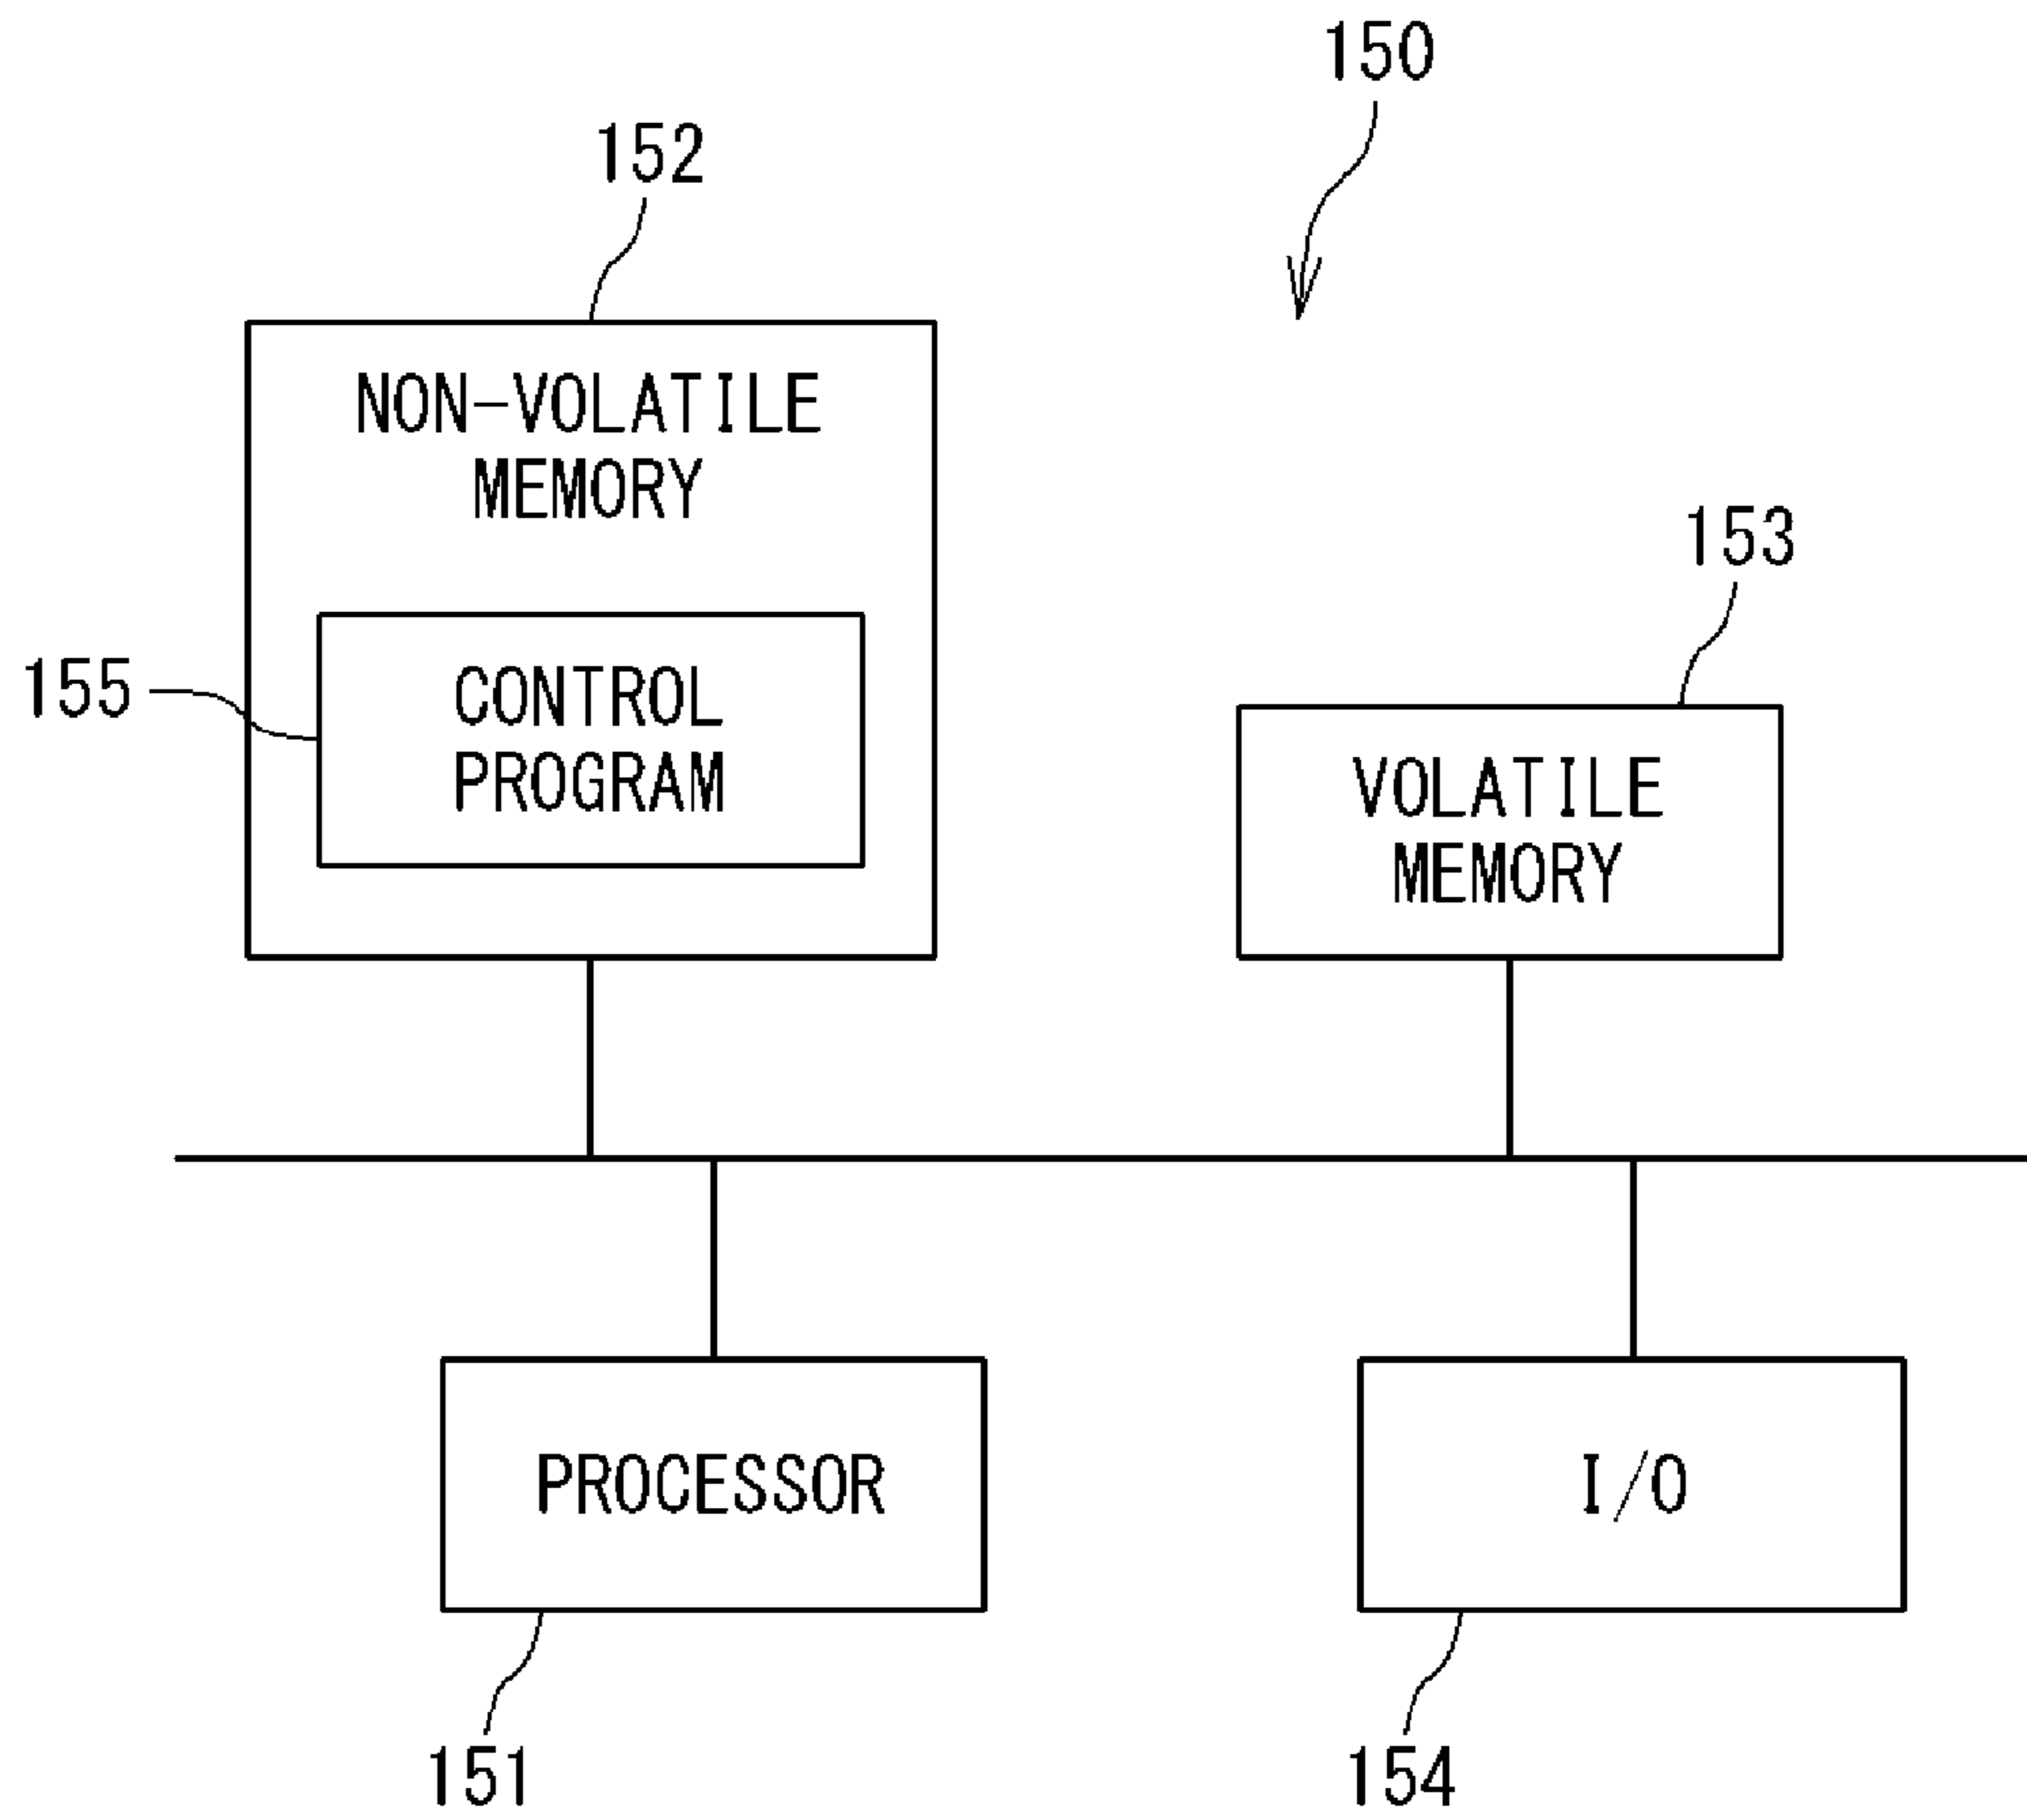 150
152
NON-VOLATILE
MEMORY
153
155
CONTROL
PROGRAM
VOLATILE
MEMORY
PROCESSOR
I/O
151
154